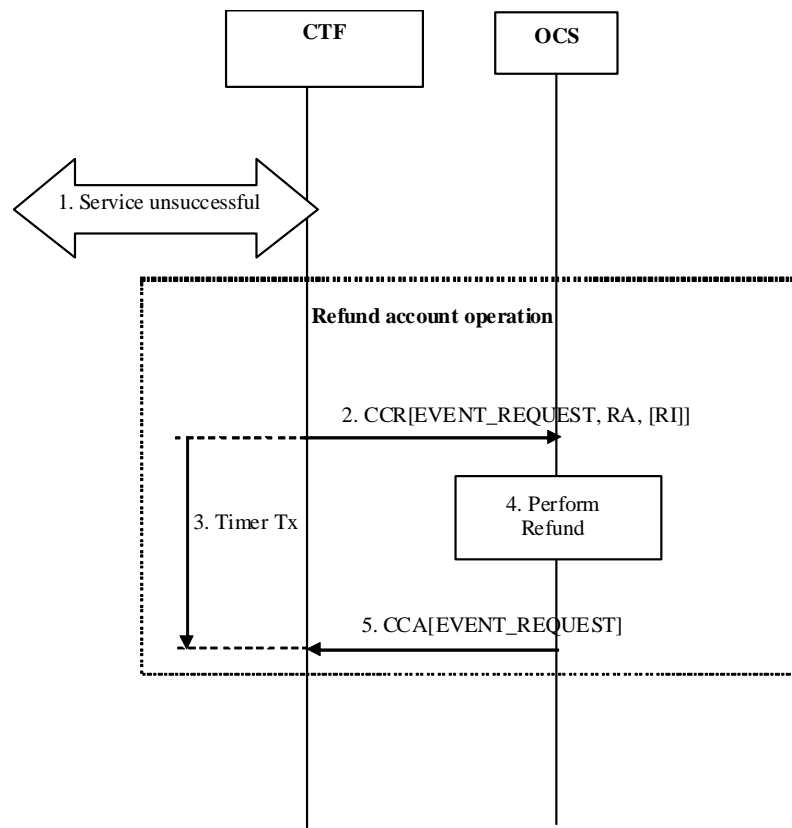 CTF
OCS
1. Service unsuccessful
Refund account operation
2. CCR[EVENT_REQUEST, RA, [RI]]
3. Timer Tx
4. Perform
Refund
5. CCA[EVENT_REQUEST]